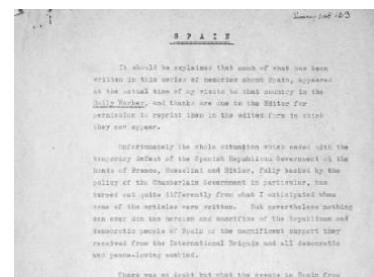 SPAIN
It should be explained that much of what has been
written in this series of memories about Spain, appeared
at the actual time of my visits to that country in the
Daily Worker, and thanks are due to the Editor for
permission to reprint them in the edited form in which
they now appear.
Unfortunately the whole situation which ended with the
temporary defeat of the Spanish Republican Government at the
hands of Franco, Mussolini and Hitler, fully backed by the
policy of the Chamberlain Government in particular, has
turned out quite differently from what I anticipated when
some of the articles were written. But nevertheless nothing
can ever dim the heroism and sacrifice of the Republican and
democratic people of Spain or the magnificent support they
received from the International Brigade and all democratic
and peace-loving
There was no doubt but what the people in Spain from